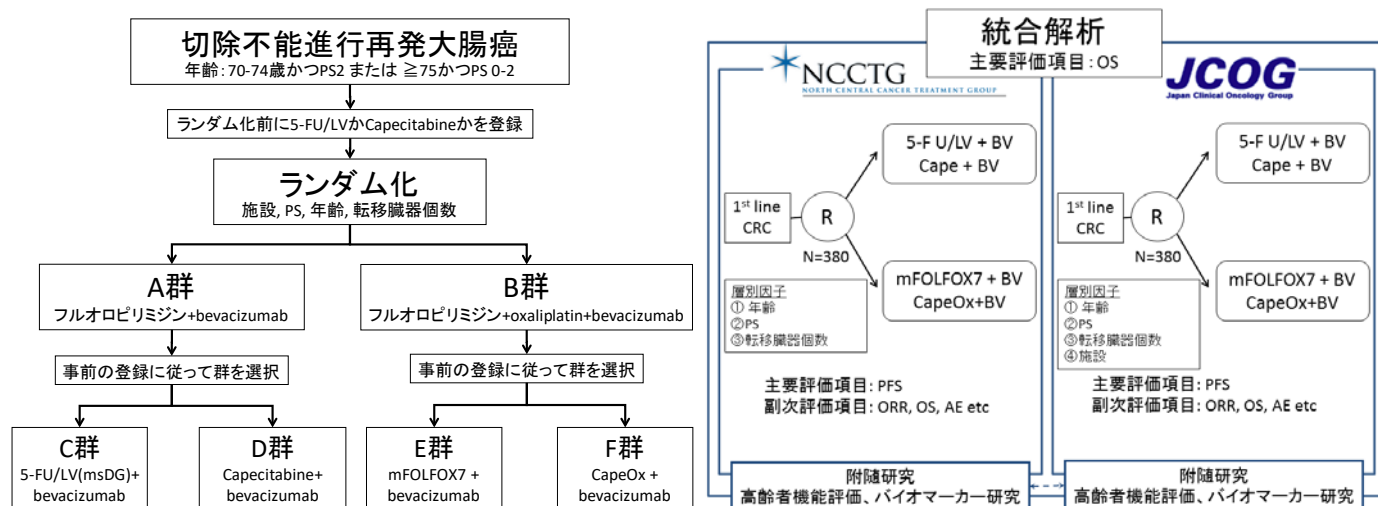 切除不能進行再発大腸癌
年齢:70-74歳かつPS2 または ≧75かつPS 0-2
ランダム化前に5-FU/LVかCapecitabineかを登録
ランダム化
施設, PS, 年齢, 転移臓器個数
A群
フルオロピリミジン+bevacizumab
B群
フルオロピリミジン+oxaliplatin+bevacizumab
事前の登録に従って群を選択
事前の登録に従って群を選択
C群
5-FU/LV(msDG)+
bevacizumab
D群
Capecitabine+
bevacizumab
E群
mFOLFOX7 +
bevacizumab
F群
CapeOx +
bevacizumab
統合解析
主要評価項目:OS
NCCTG
NORTH CENTRAL CANCER TREATMENT GROUP
5-F U/LV + BV
Cape + BV
1st line
CRC
R
N=380
mFOLFOX7 + BV
CapeOx+BV
層別因子
① 年齢
②PS
③転移臓器個数
主要評価項目: PFS
副次評価項目: ORR, OS, AE etc
附随研究
高齢者機能評価、バイオマーカー研究
JCOG
Japan Clinical Oncology Group
5-F U/LV + BV
Cape + BV
1st line
CRC
R
N=380
mFOLFOX7 + BV
CapeOx+BV
層別因子
① 年齢
②PS
③転移臓器個数
④施設
主要評価項目: PFS
副次評価項目: ORR, OS, AE etc
附随研究
高齢者機能評価、バイオマーカー研究